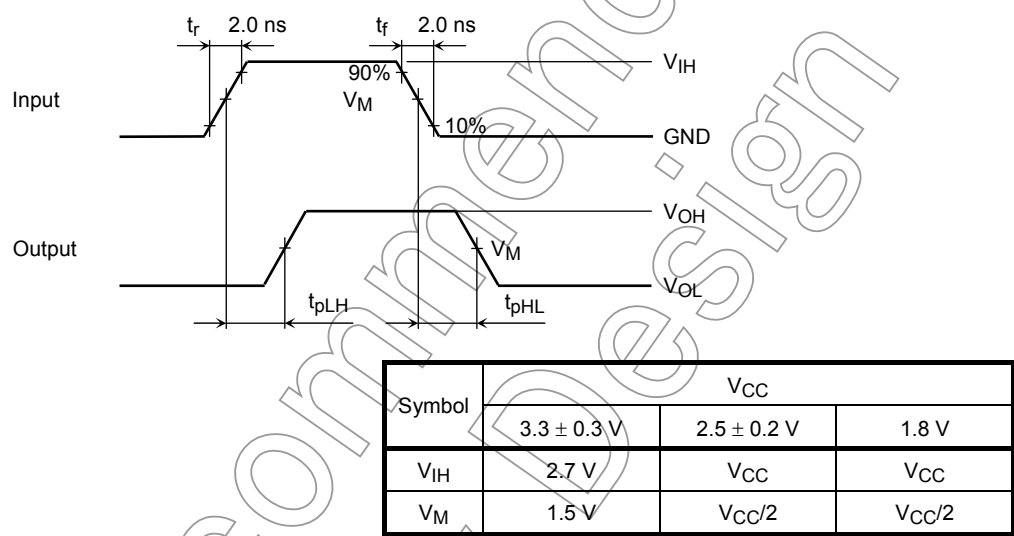 tr 2.0 ns tf 2.0 ns
90% VIH
Input VM
10% GND
VOH
Output VM
VOL
tpLH tpHL
Symbol VCC
3.3 ± 0.3 V 2.5 ± 0.2 V 1.8 V
VIH 2.7 V VCC VCC
VM 1.5 V VCC/2 VCC/2